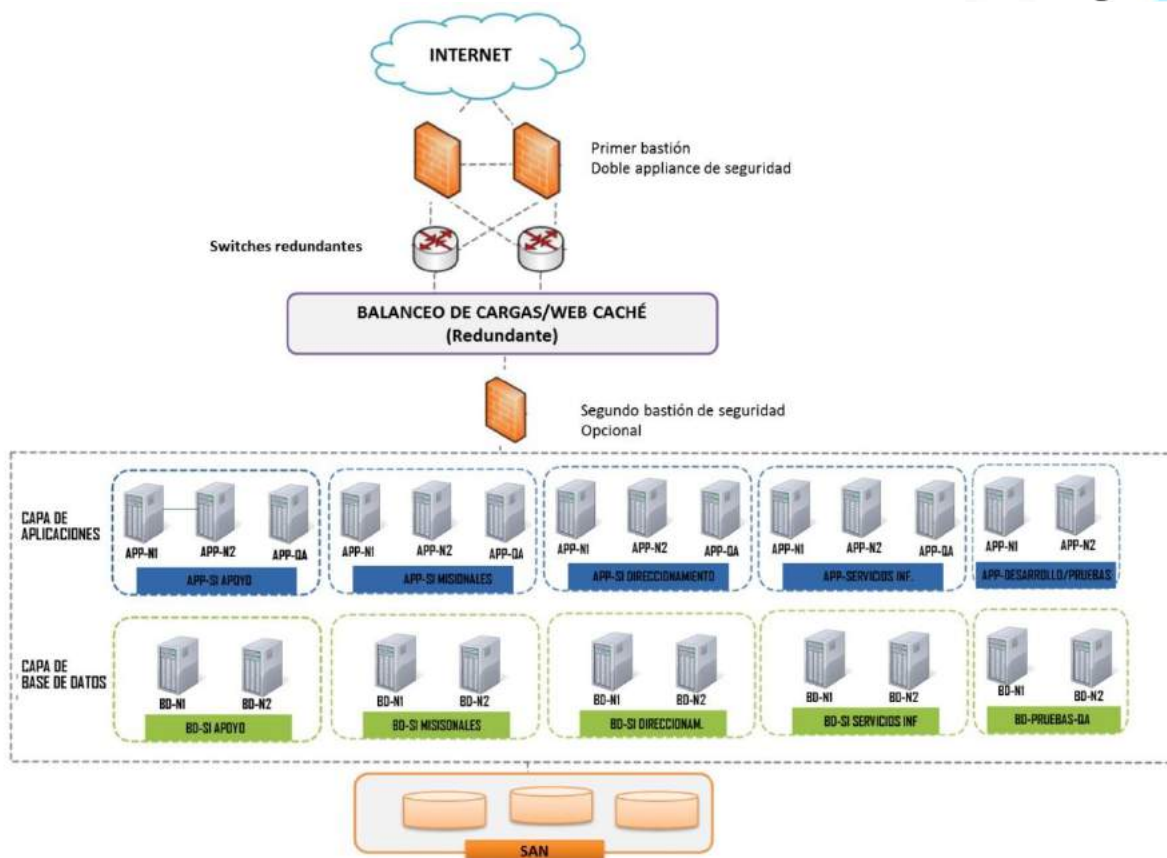 INTERNET
Primer bastión
Doble appliance de seguridad
Switches redundantes
BALANCEO DE CARGAS/WEB CACHÉ
(Redundante)
Segundo bastión de seguridad
Opcional
CAPA DE
APLICACIONES
APP-N1 APP-N2 APP-QA
APP-SI APOYO
APP-N1 APP-N2 APP-QA
APP-SI MISIONALES
APP-N1 APP-N2 APP-QA
APP-SI DIRECCIONAMIENTO
APP-N1 APP-N2 APP-QA
APP-SERVICIOS INF.
APP-N1 APP-N2
APP-DESARROLLO/PRUEBAS
CAPA DE
BASE DE DATOS
BD-N1 BD-N2
BD-SI APOYO
BD-N1 BD-N2
BD-SI MISISONALES
BD-N1 BD-N2
BD-SI DIRECCIONAM.
BD-N1 BD-N2
BD-SI SERVICIOS INF
BD-N1 BD-N2
BD-PRUEBAS-QA
SAN